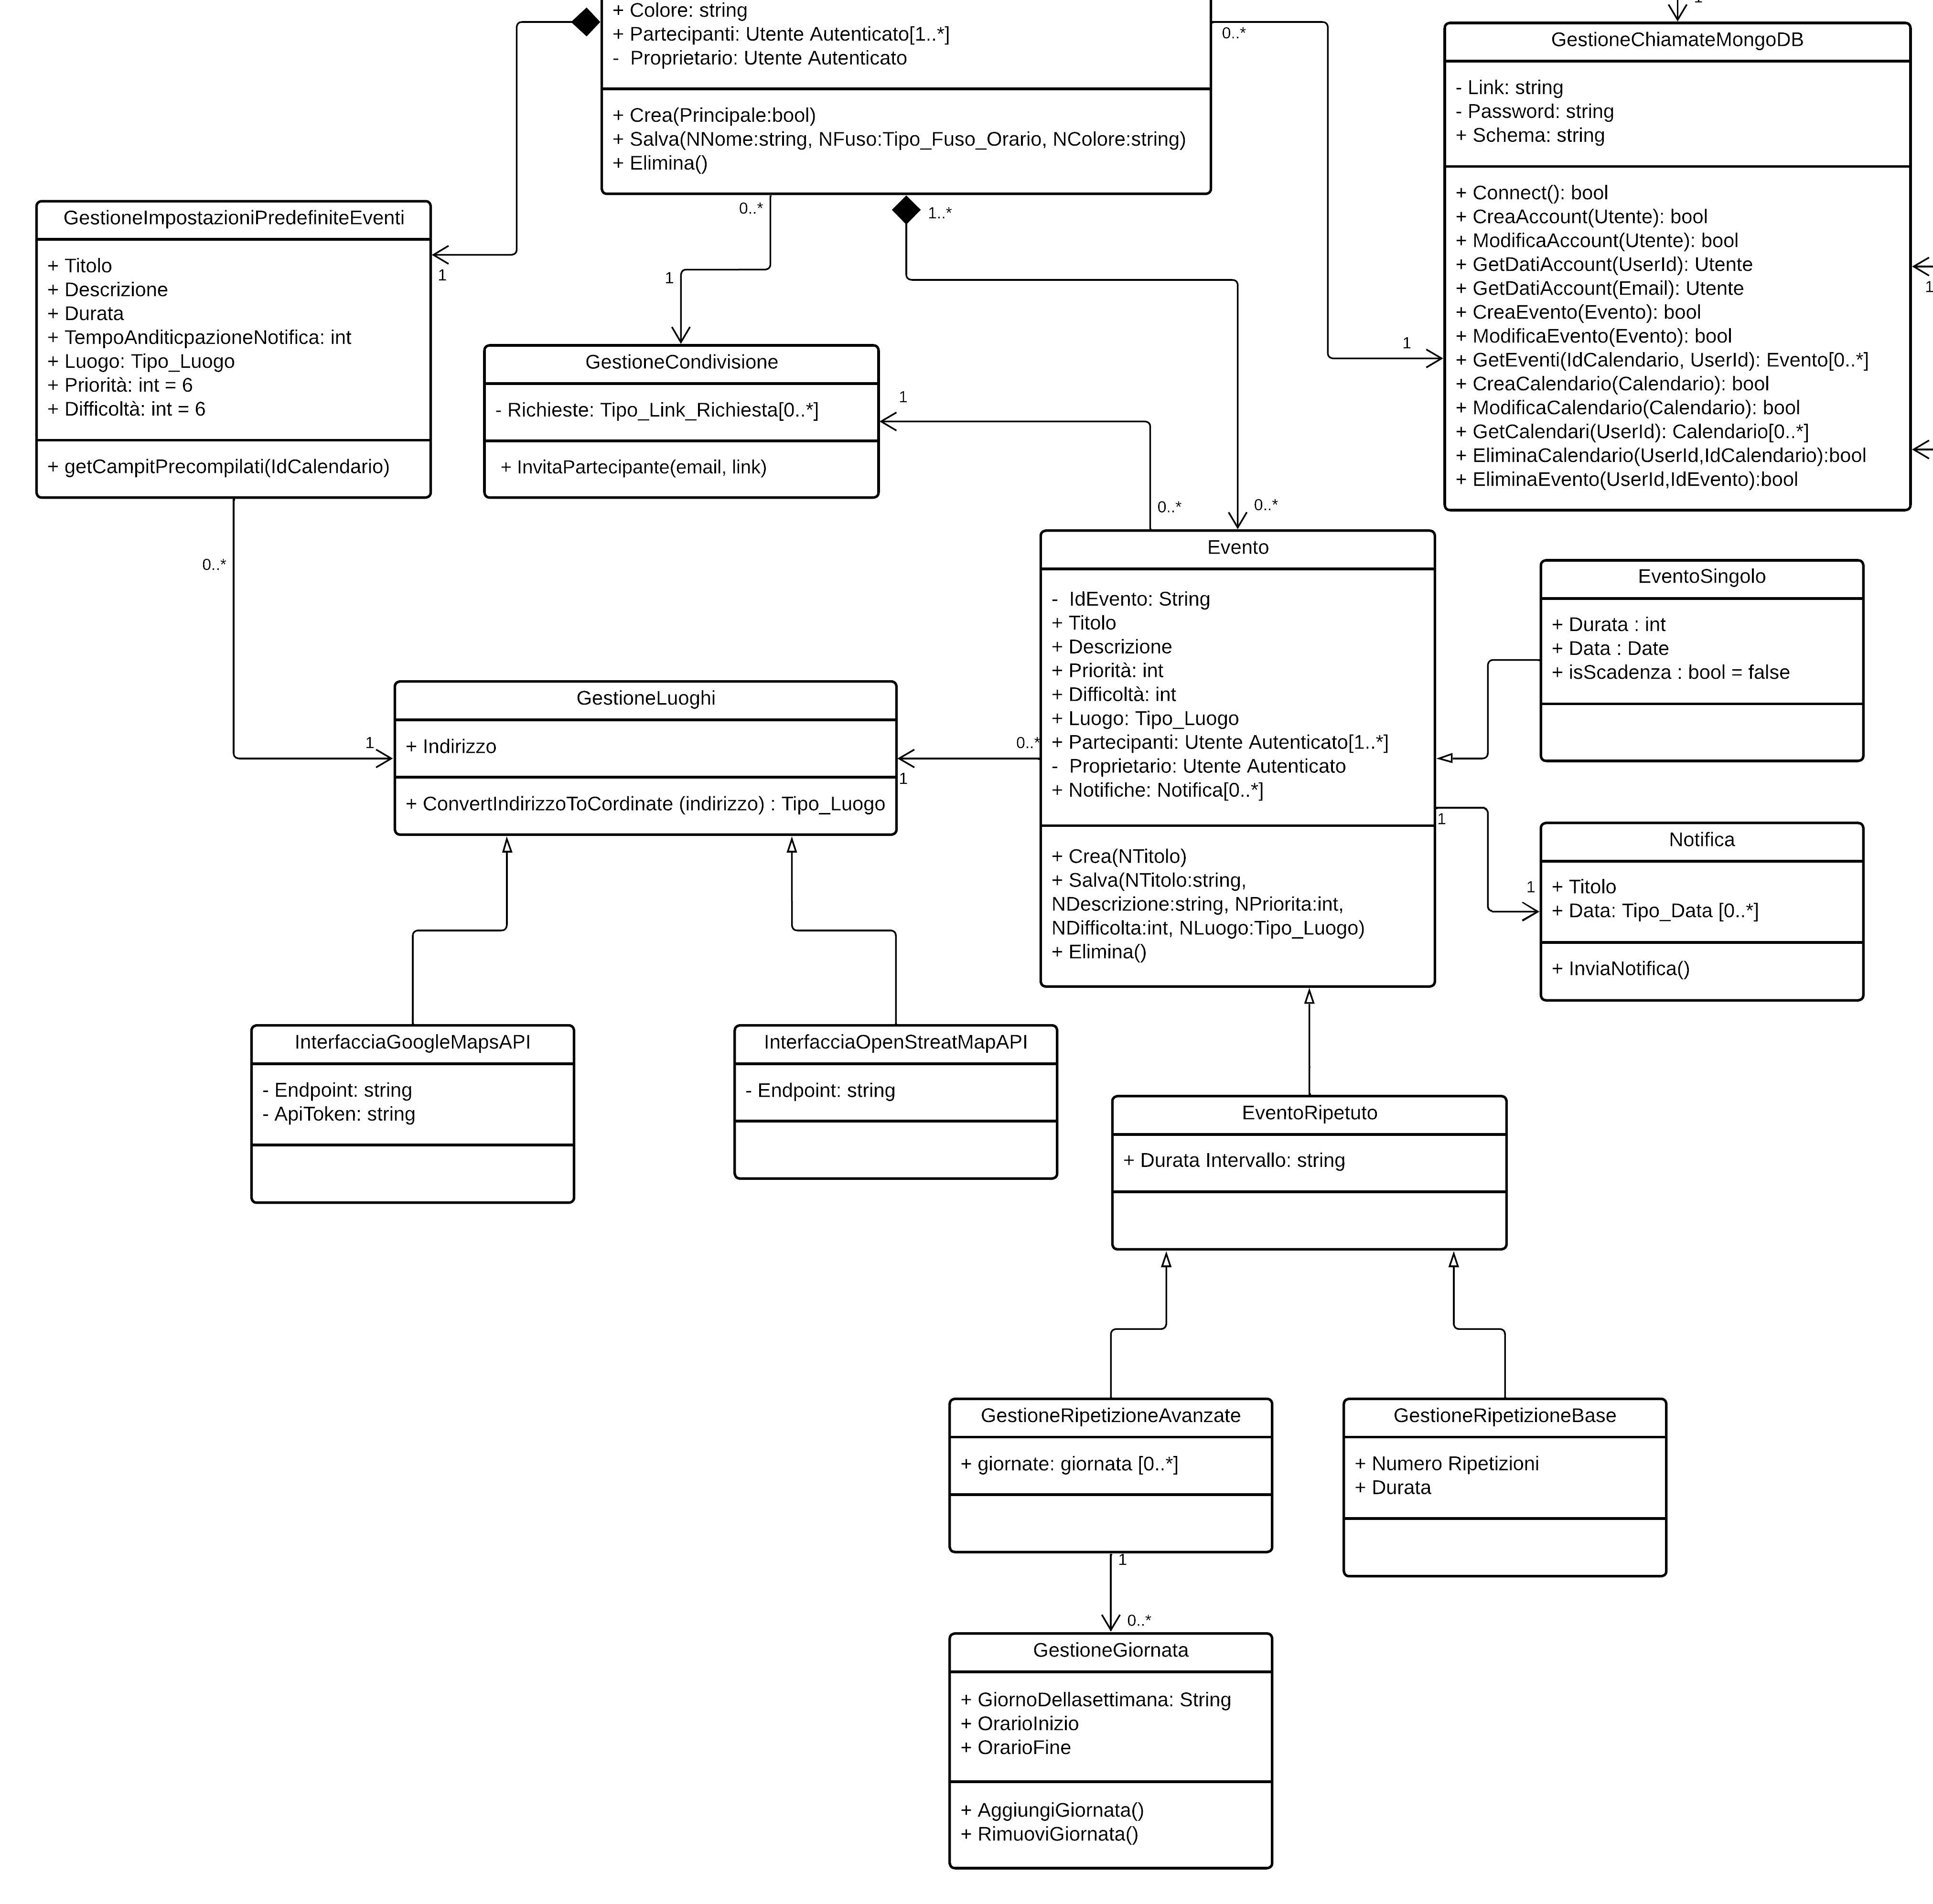 + Colore: string
+ Partecipanti: Utente Autenticato[1..*]
- Proprietario: Utente Autenticato
+ Crea(Principale:bool)
+ Salva(NNome:string, NFuso:Tipo_Fuso_Orario, NColore:string)
+ Elimina()
0..*
1
GestioneChiamateMongoDB
- Link: string
- Password: string
+ Schema: string
+ Connect(): bool
+ CreaAccount(Utente): bool
+ ModificaAccount(Utente): bool
+ GetDatiAccount(UserId): Utente
+ GetDatiAccount(Email): Utente
+ CreaEvento(Evento): bool
+ ModificaEvento(Evento): bool
+ GetEventi(IdCalendario, UserId): Evento[0..*]
+ CreaCalendario(Calendario): bool
+ ModificaCalendario(Calendario): bool
+ GetCalendari(UserId): Calendario[0..*]
+ EliminaCalendario(UserId,IdCalendario):bool
+ EliminaEvento(UserId,IdEvento):bool
1
1
GestioneImpostazioniPredefiniteEventi
+ Titolo
+ Descrizione
+ Durata
+ TempoAnditicpazioneNotifica: int
+ Luogo: Tipo_Luogo
+ Priorità: int = 6
+ Difficoltà: int = 6
+ getCampitPrecompilati(IdCalendario)
1
0..*
1..*
1
GestioneCondivisione
- Richieste: Tipo_Link_Richiesta[0..*]
+ InvitaPartecipante(email, link)
1
0..*
0..*
0..*
1
Evento
- IdEvento: String
+ Titolo
+ Descrizione
+ Priorità: int
+ Difficoltà: int
+ Luogo: Tipo_Luogo
+ Partecipanti: Utente Autenticato[1..*]
- Proprietario: Utente Autenticato
+ Notifiche: Notifica[0..*]
+ Crea(NTitolo)
+ Salva(NTitolo:string,
NDescrizione:string, NPriorita:int,
NDifficolta:int, NLuogo:Tipo_Luogo)
+ Elimina()
EventoSingolo
+ Durata : int
+ Data : Date
+ isScadenza : bool = false
GestioneLuoghi
+ Indirizzo
+ ConvertIndirizzoToCordinate (indirizzo) : Tipo_Luogo
0..*
1
1
1
Notifica
+ Titolo
+ Data: Tipo_Data [0..*]
+ InviaNotifica()
InterfacciaGoogleMapsAPI
- Endpoint: string
- ApiToken: string
InterfacciaOpenStreatMapAPI
- Endpoint: string
EventoRipetuto
+ Durata Intervallo: string
GestioneRipetizioneAvanzate
+ giornate: giornata [0..*]
GestioneRipetizioneBase
+ Numero Ripetizioni
+ Durata
1
0..*
GestioneGiornata
+ GiornoDellasettimana: String
+ OrarioInizio
+ OrarioFine
+ AggiungiGiornata()
+ RimuoviGiornata()